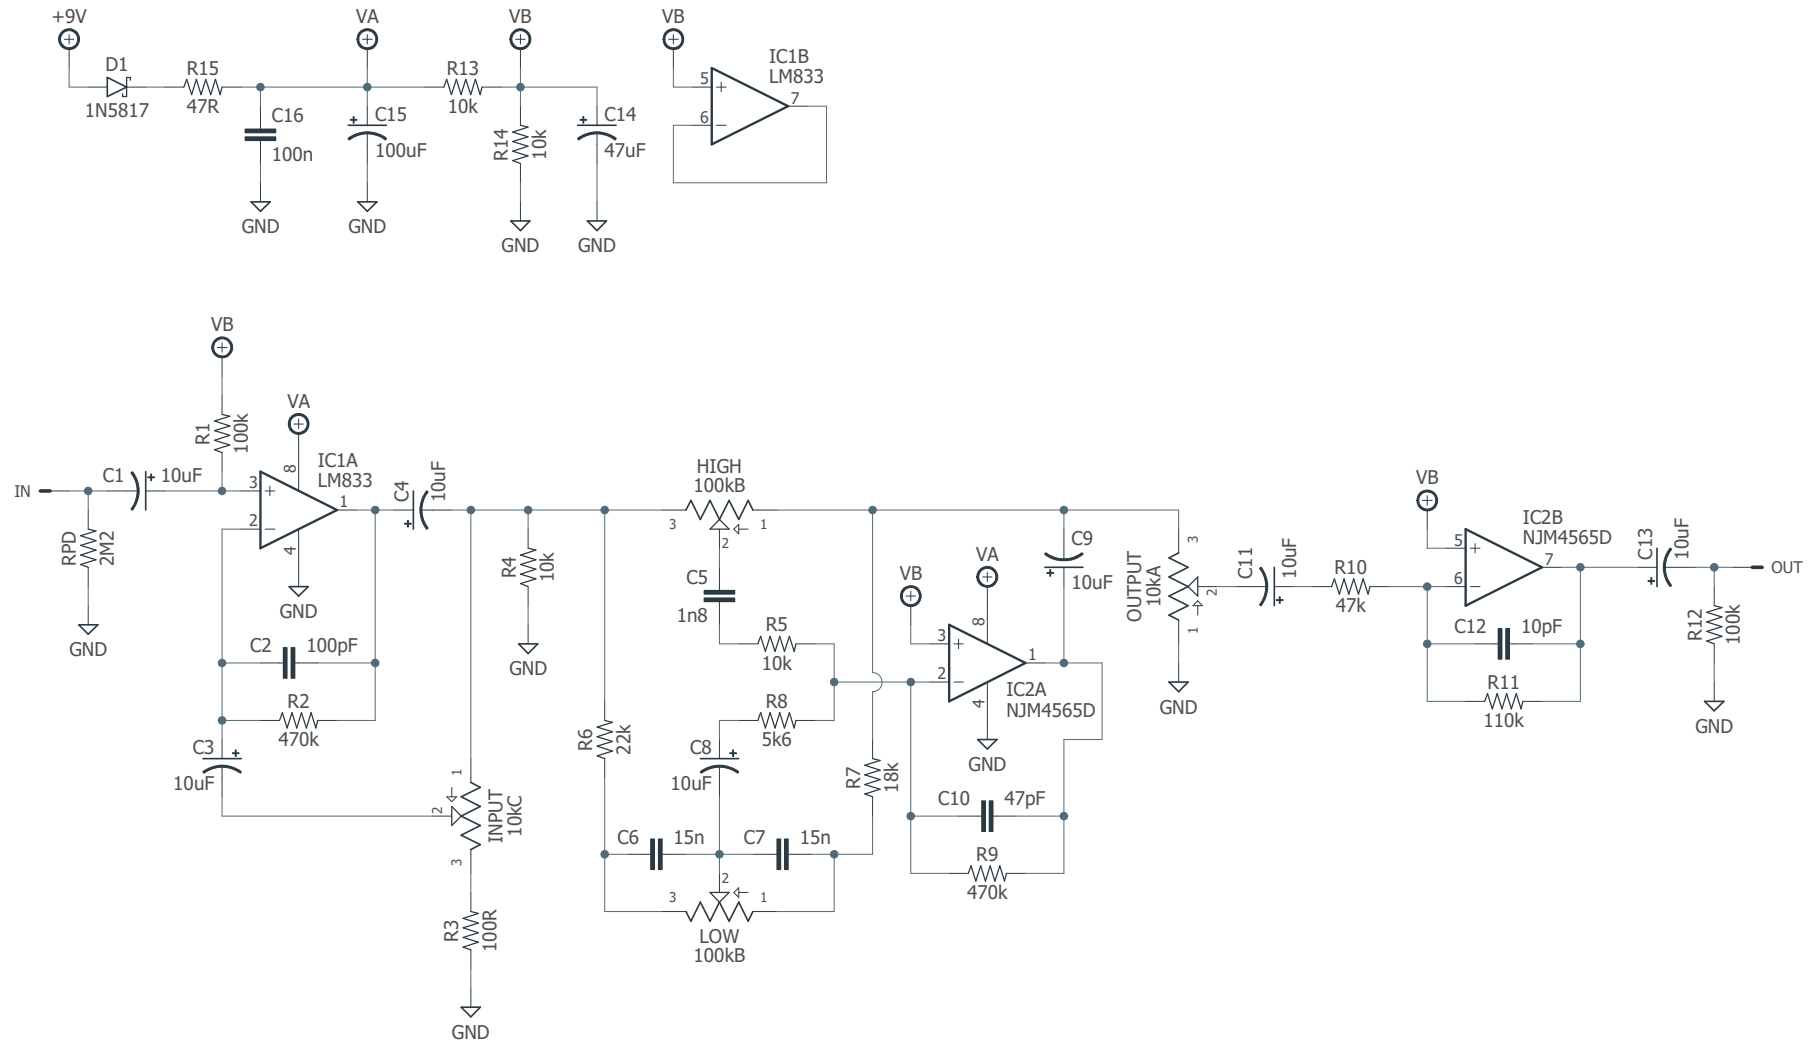 +9V
VA
VB
VB
D1
1N5817
R15
47R
C16
100n
+
C15
100uF
R13
10k
R14
10k
+
C14
47uF
IC1B
LM833
5
+
6
−
7
GND
GND
GND
GND
VB
R1
100k
VA
IN
C1
+
10uF
RPD
2M2
GND
IC1A
LM833
8
3
+
2
−
1
4
GND
C4
10uF
+
C2
100pF
R2
470k
C3
+
10uF
1
2
3
INPUT
10kC
R3
100R
GND
R4
10k
GND
HIGH
100kB
3
1
2
C5
1n8
R5
10k
R8
5k6
C8
+
10uF
R6
22k
C6
15n
C7
15n
2
3
1
LOW
100kB
R7
18k
VB
VA
8
3
+
2
−
1
4
IC2A
NJM4565D
GND
C9
+
10uF
C10
47pF
R9
470k
OUTPUT
10kA
3
2
1
GND
C11
10uF
+
R10
47k
VB
IC2B
NJM4565D
5
+
6
−
7
C12
10pF
R11
110k
C13
10uF
+
OUT
R12
100k
GND